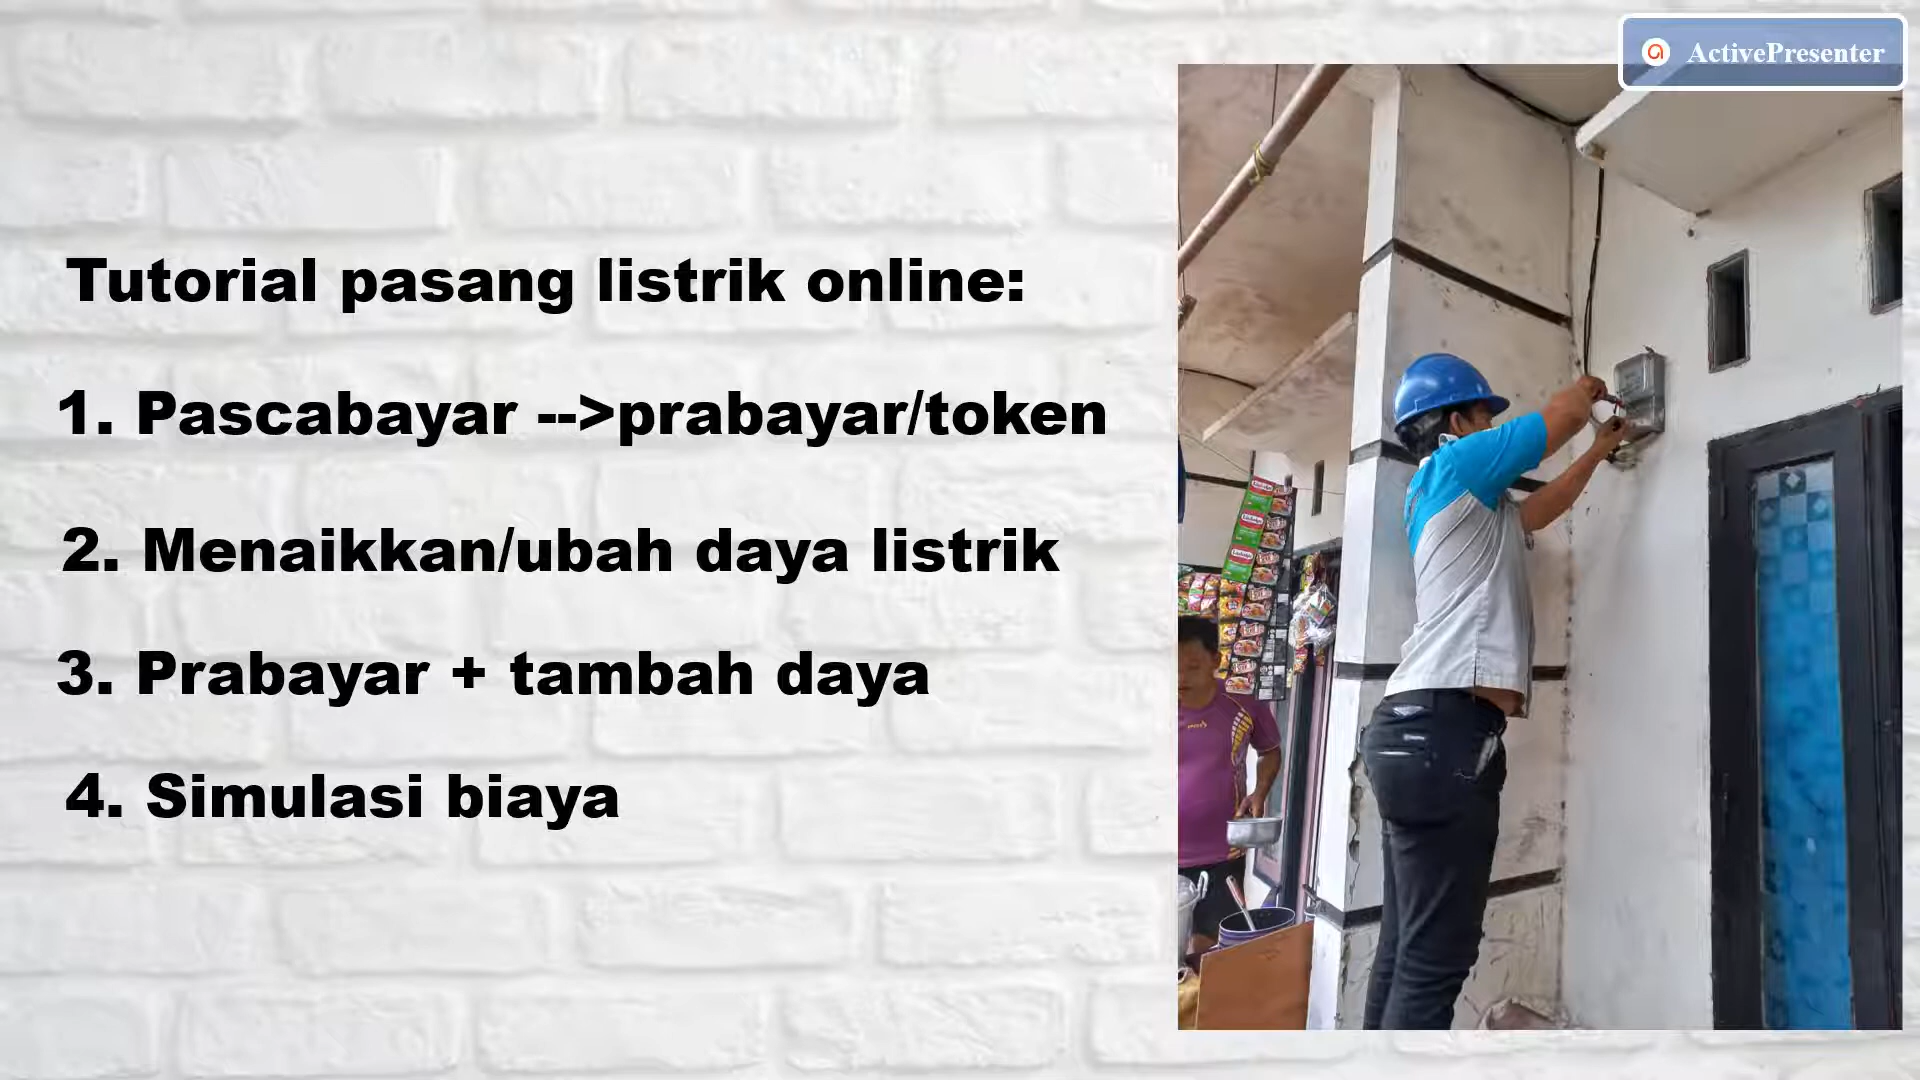 ActivePresenter
Tutorial pasang listrik online:
1. Pascabayar -->prabayar/token
2. Menaikkan/ubah daya listrik
3. Prabayar + tambah daya
4. Simulasi biaya